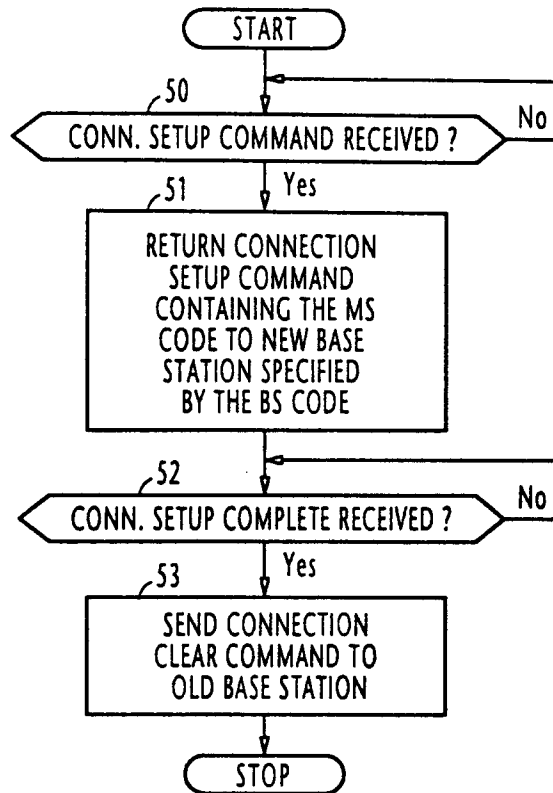 START
50
CONN. SETUP COMMAND RECEIVED ?
No
Yes
51
RETURN CONNECTION
SETUP COMMAND
CONTAINING THE MS
CODE TO NEW BASE
STATION SPECIFIED
BY THE BS CODE
52
CONN. SETUP COMPLETE RECEIVED ?
No
Yes
53
SEND CONNECTION
CLEAR COMMAND TO
OLD BASE STATION
STOP